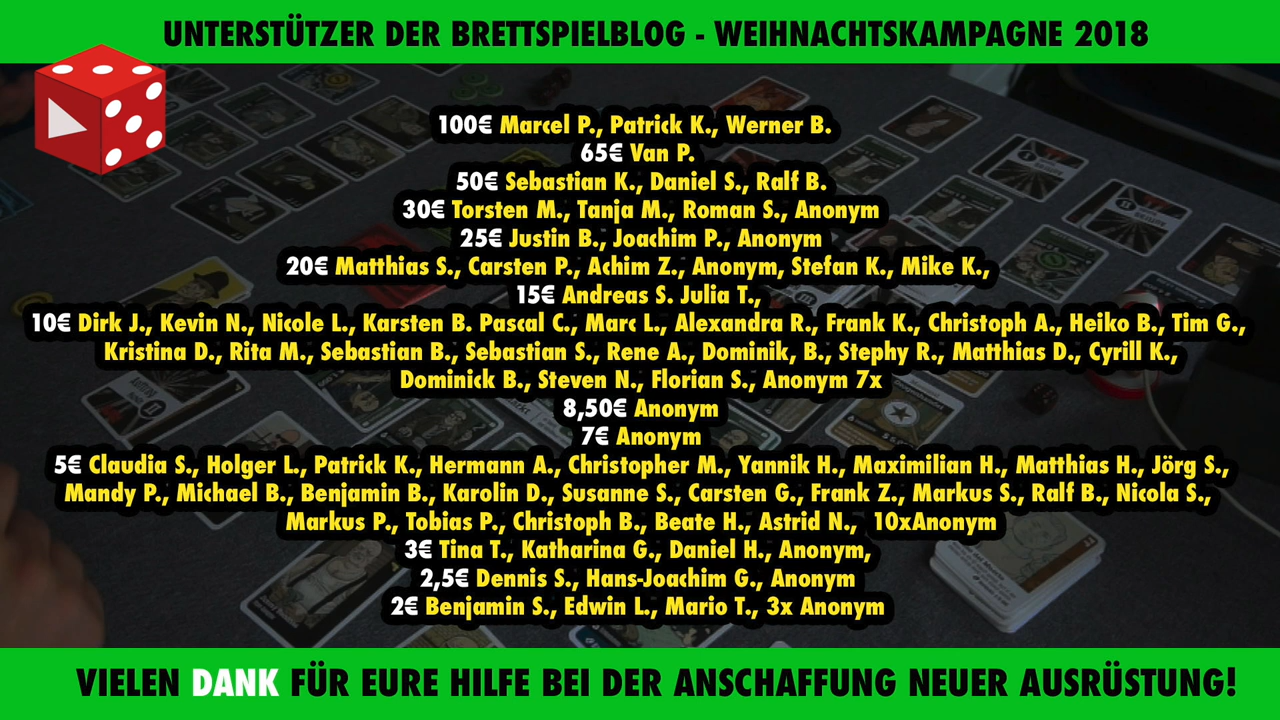 UNTERSTÜTZER DER BRETTSPIELBLOG - WEIHNACHTSKAMPAGNE 2018
100€ Marcel P., Patrick K., Werner B.
65€ Van P.
50€ Sebastian K., Daniel S., Ralf B.
30€ Torsten M., Tanja M., Roman S., Anonym
25€ Justin B., Joachim P., Anonym
20€ Matthias S., Carsten P., Achim Z., Anonym, Stefan K., Mike K.,
15€ Andreas S. Julia T.,
10€ Dirk J., Kevin N., Nicole L., Karsten B. Pascal C., Marc L., Alexandra R., Frank K., Christoph A., Heiko B., Tim G.,
Kristina D., Rita M., Sebastian B., Sebastian S., Rene A., Dominik, B., Stephy R., Matthias D., Cyrill K.,
Dominick B., Steven N., Florian S., Anonym 7x
8,50€ Anonym
7€ Anonym
5€ Claudia S., Holger L., Patrick K., Hermann A., Christopher M., Yannik H., Maximilian H., Matthias H., Jörg S.,
Mandy P., Michael B., Benjamin B., Karolin D., Susanne S., Carsten G., Frank Z., Markus S., Ralf B., Nicola S.,
Markus P., Tobias P., Christoph B., Beate H., Astrid N., 10xAnonym
3€ Tina T., Katharina G., Daniel H., Anonym,
2,5€ Dennis S., Hans-Joachim G., Anonym
2€ Benjamin S., Edwin L., Mario T., 3x Anonym
VIELEN DANK FÜR EURE HILFE BEI DER ANSCHAFFUNG NEUER AUSRÜSTUNG!